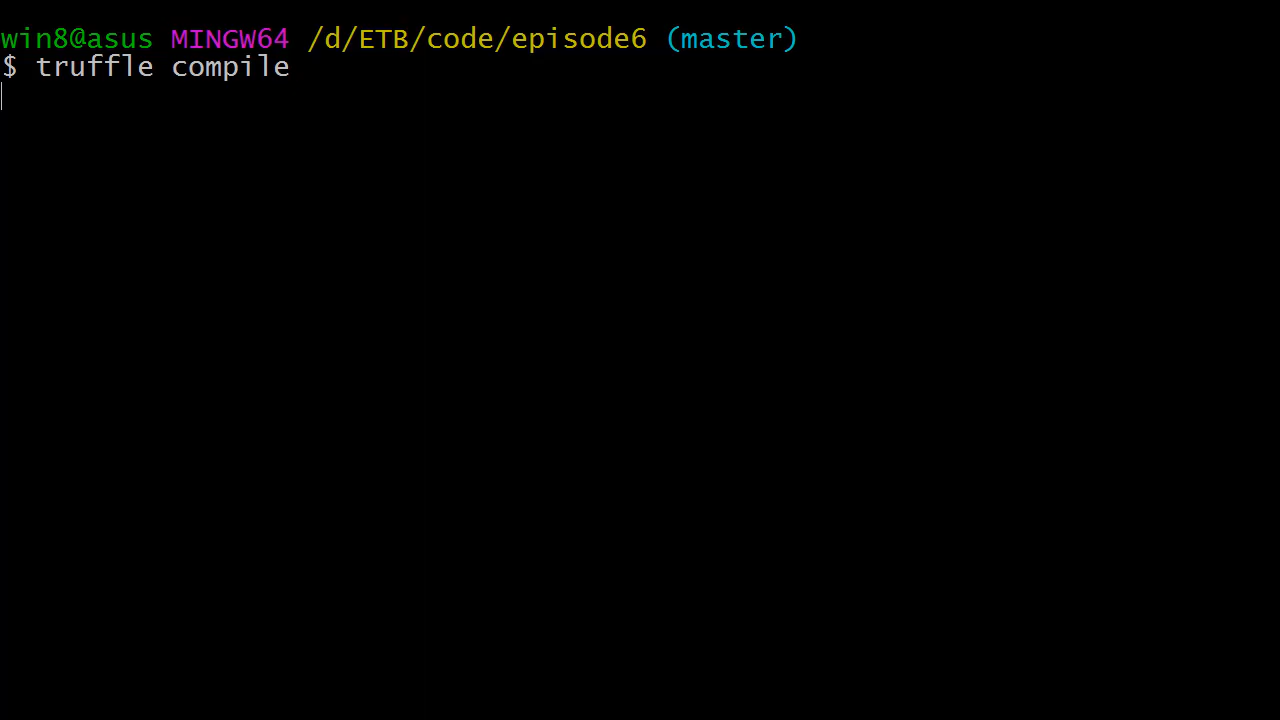 win8@asus MINGW64 /d/ETB/code/episode6 (master)
$ truffle compile